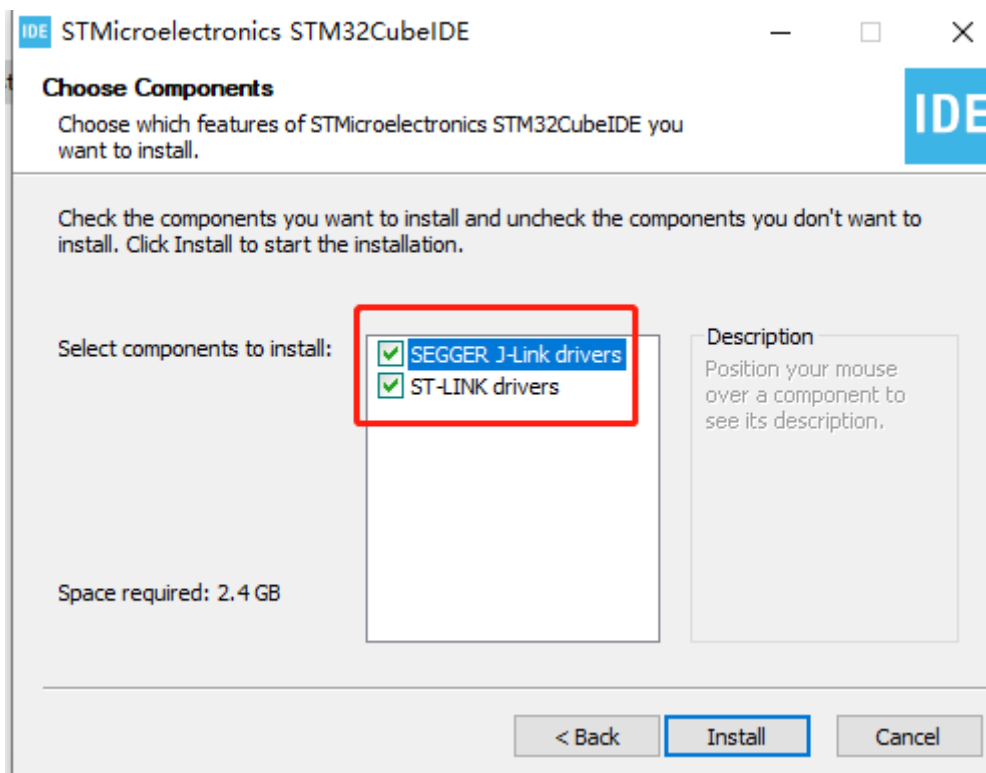 IDE STMicroelectronics STM32CubeIDE
Choose Components
Choose which features of STMicroelectronics STM32CubeIDE you
want to install.
IDE
Check the components you want to install and uncheck the components you don't want to
install. Click Install to start the installation.
Select components to install:
SEGGER J-Link drivers
ST-LINK drivers
Description
Position your mouse
over a component to
see its description.
Space required: 2.4 GB
< Back
Install
Cancel